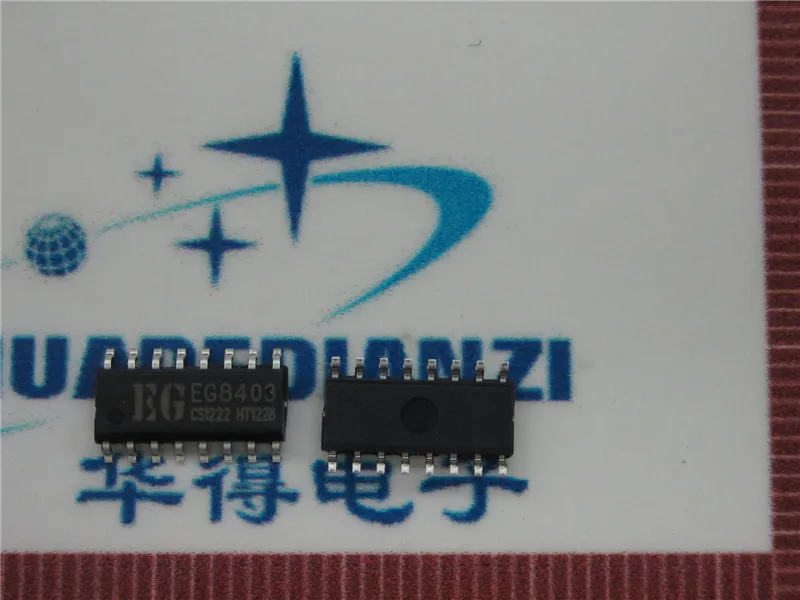 HUADEDIANZI
EG EG8403
CS1222 HT1228
华得电子